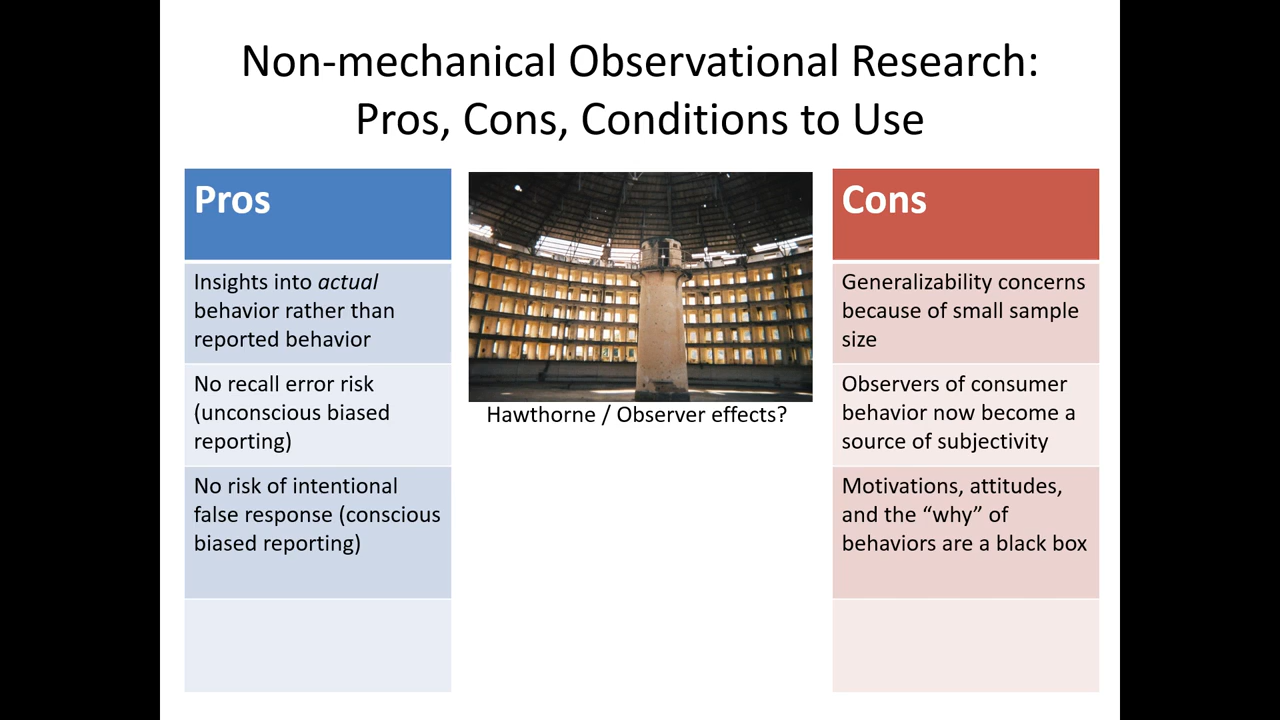 Non-mechanical Observational Research:
Pros, Cons, Conditions to Use
Pros
Insights into actual
behavior rather than
reported behavior
No recall error risk
(unconscious biased
reporting)
No risk of intentional
false response (conscious
biased reporting)
Hawthorne / Observer effects?
Cons
Generalizability concerns
because of small sample
size
Observers of consumer
behavior now become a
source of subjectivity
Motivations, attitudes,
and the “why” of
behaviors are a black box